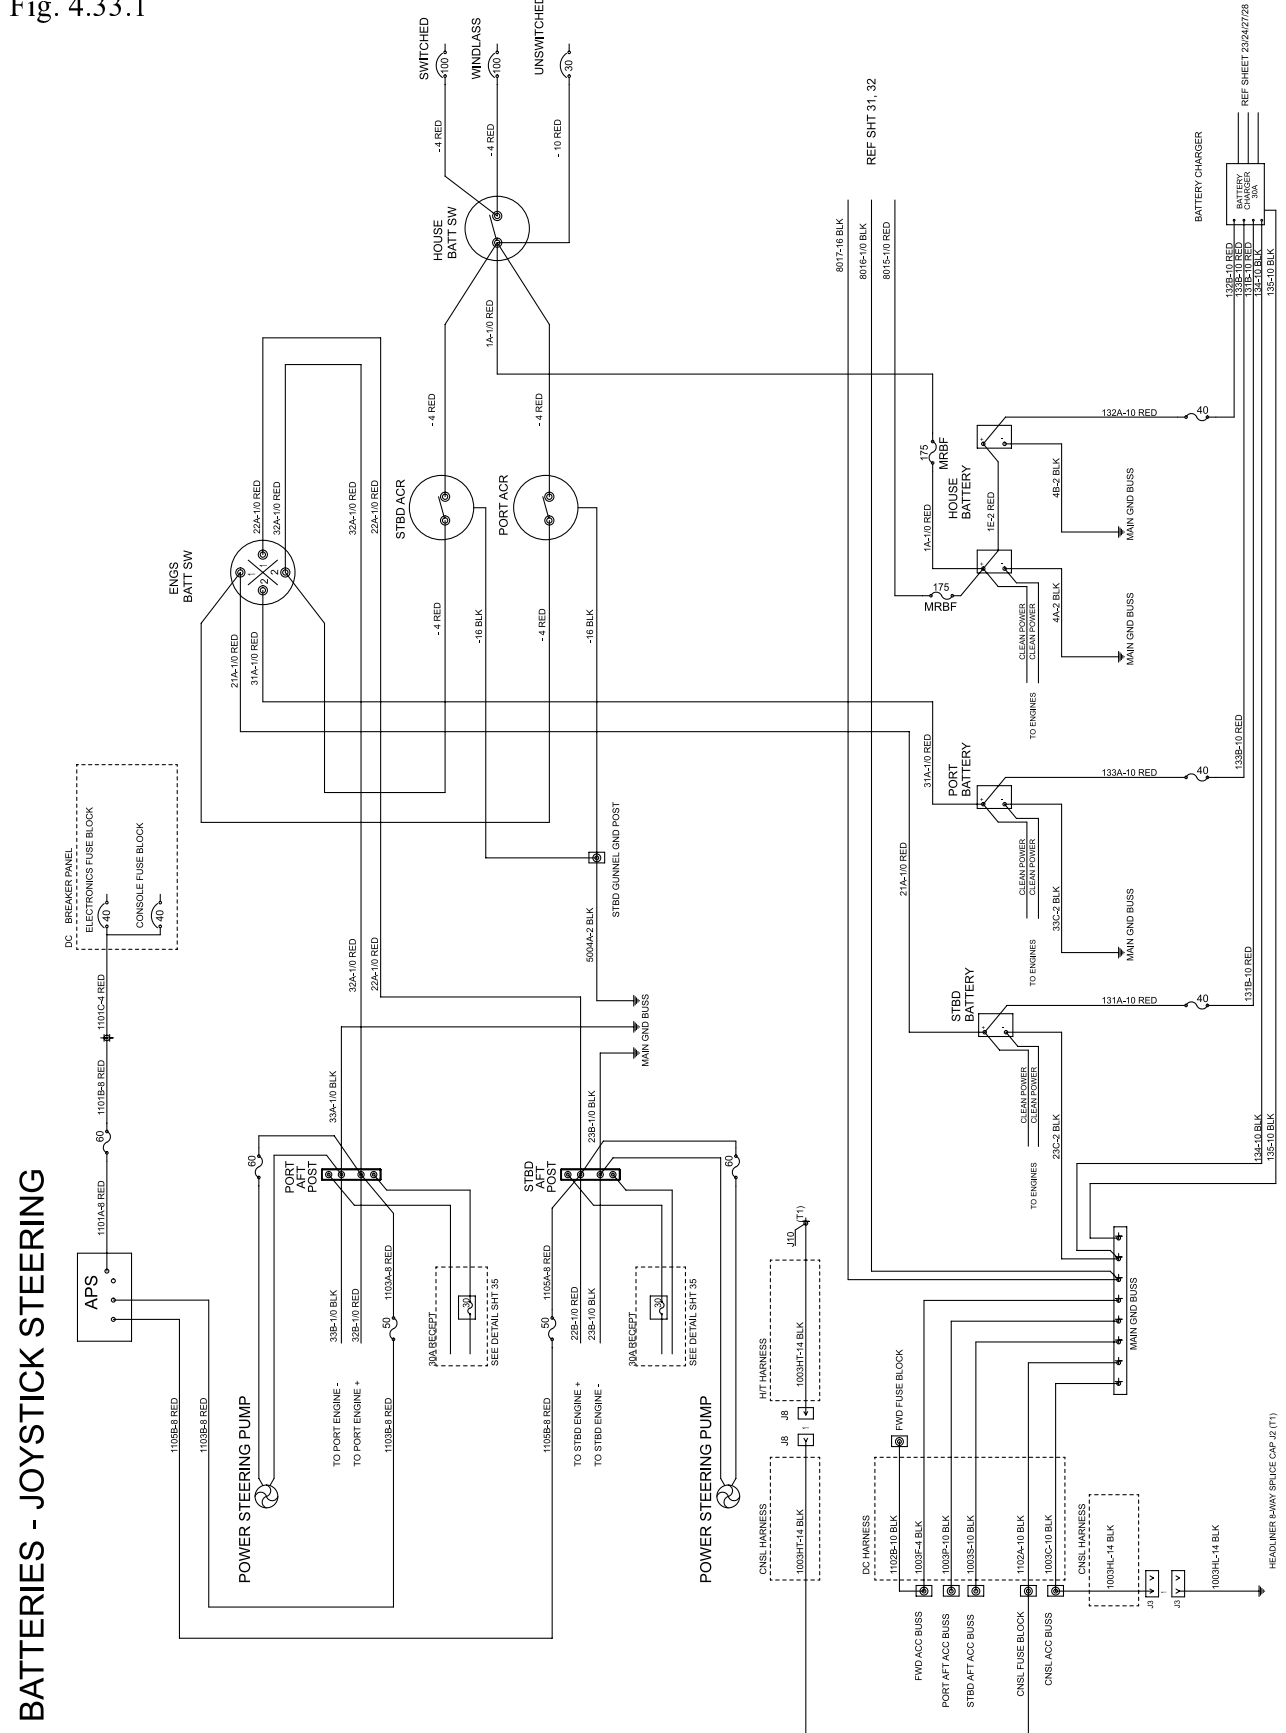 Fig. 4.33.1
BATTERIES - JOYSTICK STEERING
SWITCHED
100
WINDLASS
100
UNSWITCHED
30
- 4 RED
- 4 RED
- 10 RED
HOUSE
BATT SW
1A-1/0 RED
- 4 RED
- 4 RED
STBD ACR
PORT ACR
- 4 RED
-16 BLK
- 4 RED
-16 BLK
ENGS
BATT SW
1
1
2
2
22A-1/0 RED
32A-1/0 RED
32A-1/0 RED
22A-1/0 RED
21A-1/0 RED
31A-1/0 RED
DC BREAKER PANEL
ELECTRONICS FUSE BLOCK
40
CONSOLE FUSE BLOCK
40
1101C-4 RED
1101B-8 RED
60
1101A-8 RED
APS
1105B-8 RED
1103B-8 RED
32A-1/0 RED
22A-1/0 RED
5004A-2 BLK
STBD GUNNEL GND POST
MAIN GND BUSS
33A-1/0 BLK
23B-1/0 BLK
60
PORT
AFT
POST
STBD
AFT
POST
60
33B-1/0 BLK
32B-1/0 RED
1103A-8 RED
50
30A RECEPT
30
SEE DETAIL SHT 35
1105A-8 RED
50
22B-1/0 RED
23B-1/0 BLK
30A RECEPT
30
SEE DETAIL SHT 35
TO PORT ENGINE -
TO PORT ENGINE +
1103B-8 RED
1105B-8 RED
TO STBD ENGINE +
TO STBD ENGINE -
POWER STEERING PUMP
POWER STEERING PUMP
REF SHT 31, 32
8017-16 BLK
8016-1/0 BLK
8015-1/0 RED
175
MRBF
1A-1/0 RED
HOUSE
BATTERY
1E-2 RED
+
-
+
-
175
MRBF
132A-10 RED
40
4B-2 BLK
MAIN GND BUSS
4A-2 BLK
MAIN GND BUSS
CLEAN POWER
CLEAN POWER
TO ENGINES
31A-1/0 RED
PORT
BATTERY
+
-
133A-10 RED
40
CLEAN POWER
CLEAN POWER
TO ENGINES
33C-2 BLK
MAIN GND BUSS
21A-1/0 RED
STBD
BATTERY
+
-
131A-10 RED
40
CLEAN POWER
CLEAN POWER
TO ENGINES
23C-2 BLK
REF SHEET 23/24/27/28
BATTERY CHARGER
BATTERY
CHARGER
30A
132B-10 RED
133B-10 RED
131B-10 RED
134-10 BLK
135-10 BLK
133B-10 RED
131B-10 RED
134-10 BLK
135-10 BLK
MAIN GND BUSS
J10 (T1)
H/T HARNESS
1003HT-14 BLK
J8
1
J8
CNSL HARNESS
1003HT-14 BLK
FWD FUSE BLOCK
DC HARNESS
1102B-10 BLK
1003F-4 BLK
1003P-10 BLK
1003S-10 BLK
1102A-10 BLK
1003C-10 BLK
FWD ACC BUSS
PORT AFT ACC BUSS
STBD AFT ACC BUSS
CNSL FUSE BLOCK
CNSL ACC BUSS
CNSL HARNESS
1003HL-14 BLK
J3
1
J3
1003HL-14 BLK
HEADLINER 8-WAY SPLICE CAP J2 (T1)